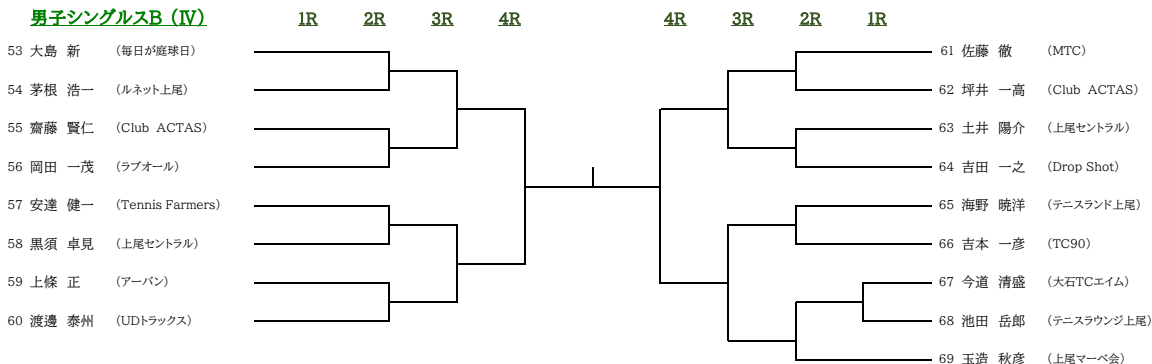 男子シングルスB（Ⅳ） 1R 2R 3R 4R 4R 3R 2R 1R
53 大島 新 （毎日が庭球日） 61 佐藤 徹 （MTC）
54 茅根 浩一 （ルネット上尾） 62 坪井 一高 （Club ACTAS）
55 齋藤 賢仁 （Club ACTAS） 63 土井 陽介 （上尾セントラル）
56 岡田 一茂 （ラブオール） 64 吉田 一之 （Drop Shot）
57 安達 健一 （Tennis Farmers） 65 海野 暁洋 （テニスランド上尾）
58 黒須 卓見 （上尾セントラル） 66 吉本 一彦 （TC90）
59 上條 正 （アーバン） 67 今道 清盛 （大石TCエイム）
60 渡邊 泰州 （UDトラックス） 68 池田 岳郎 （テニスラウンジ上尾）
69 玉造 秋彦 （上尾マーベ会）